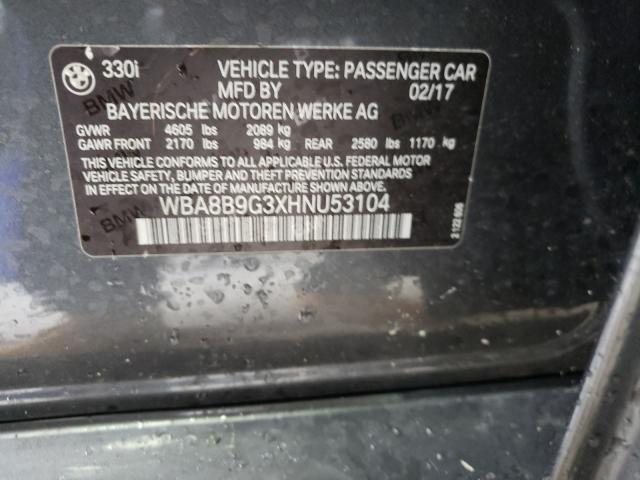 330i VEHICLE TYPE: PASSENGER CAR
MFD BY 02/17
BAYERISCHE MOTOREN WERKE AG
GVWR 4605 lbs 2089 kg
GAWR FRONT 2170 lbs 984 kg REAR 2580 lbs 1170 kg
THIS VEHICLE CONFORMS TO ALL APPLICABLE U.S. FEDERAL MOTOR
VEHICLE SAFETY, BUMPER AND THEFT PREVENTION STANDARDS IN
EFFECT ON THE DATE OF MANUFACTURE SHOWN ABOVE.
WBA8B9G3XHNU53104